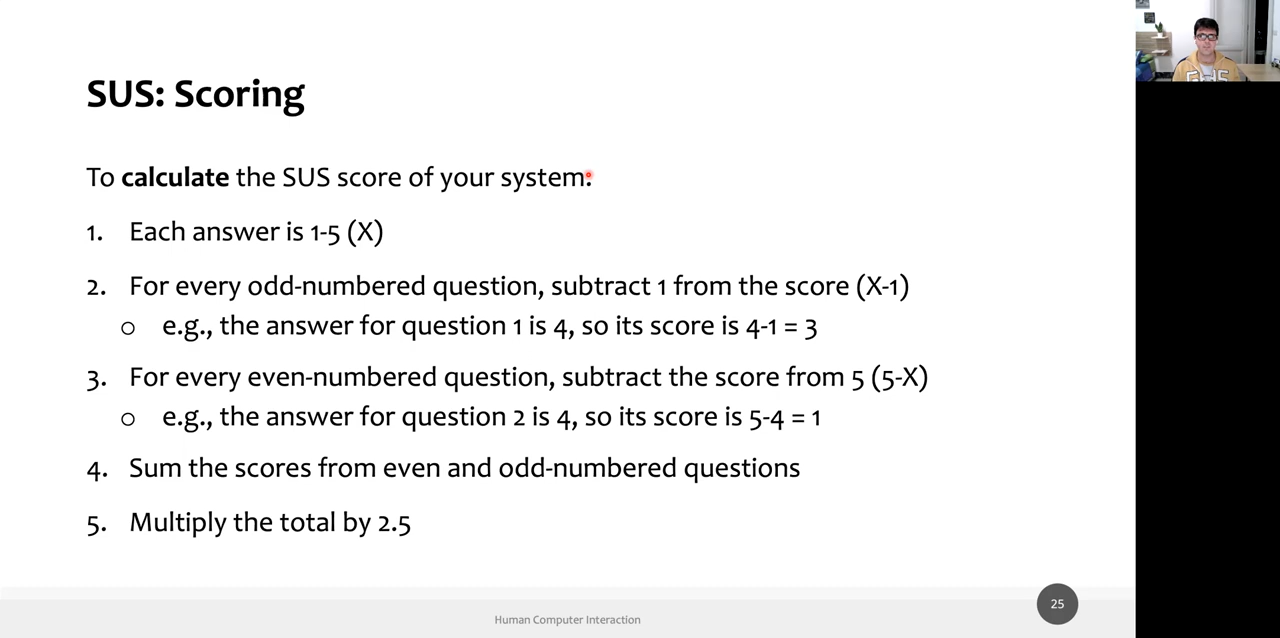 SUS: Scoring
To calculate the SUS score of your system:
1. Each answer is 1-5 (X)
2. For every odd-numbered question, subtract 1 from the score (X-1)
o e.g., the answer for question 1 is 4, so its score is 4-1 = 3
3. For every even-numbered question, subtract the score from 5 (5-X)
o e.g., the answer for question 2 is 4, so its score is 5-4 = 1
4. Sum the scores from even and odd-numbered questions
5. Multiply the total by 2.5
Human Computer Interaction
25